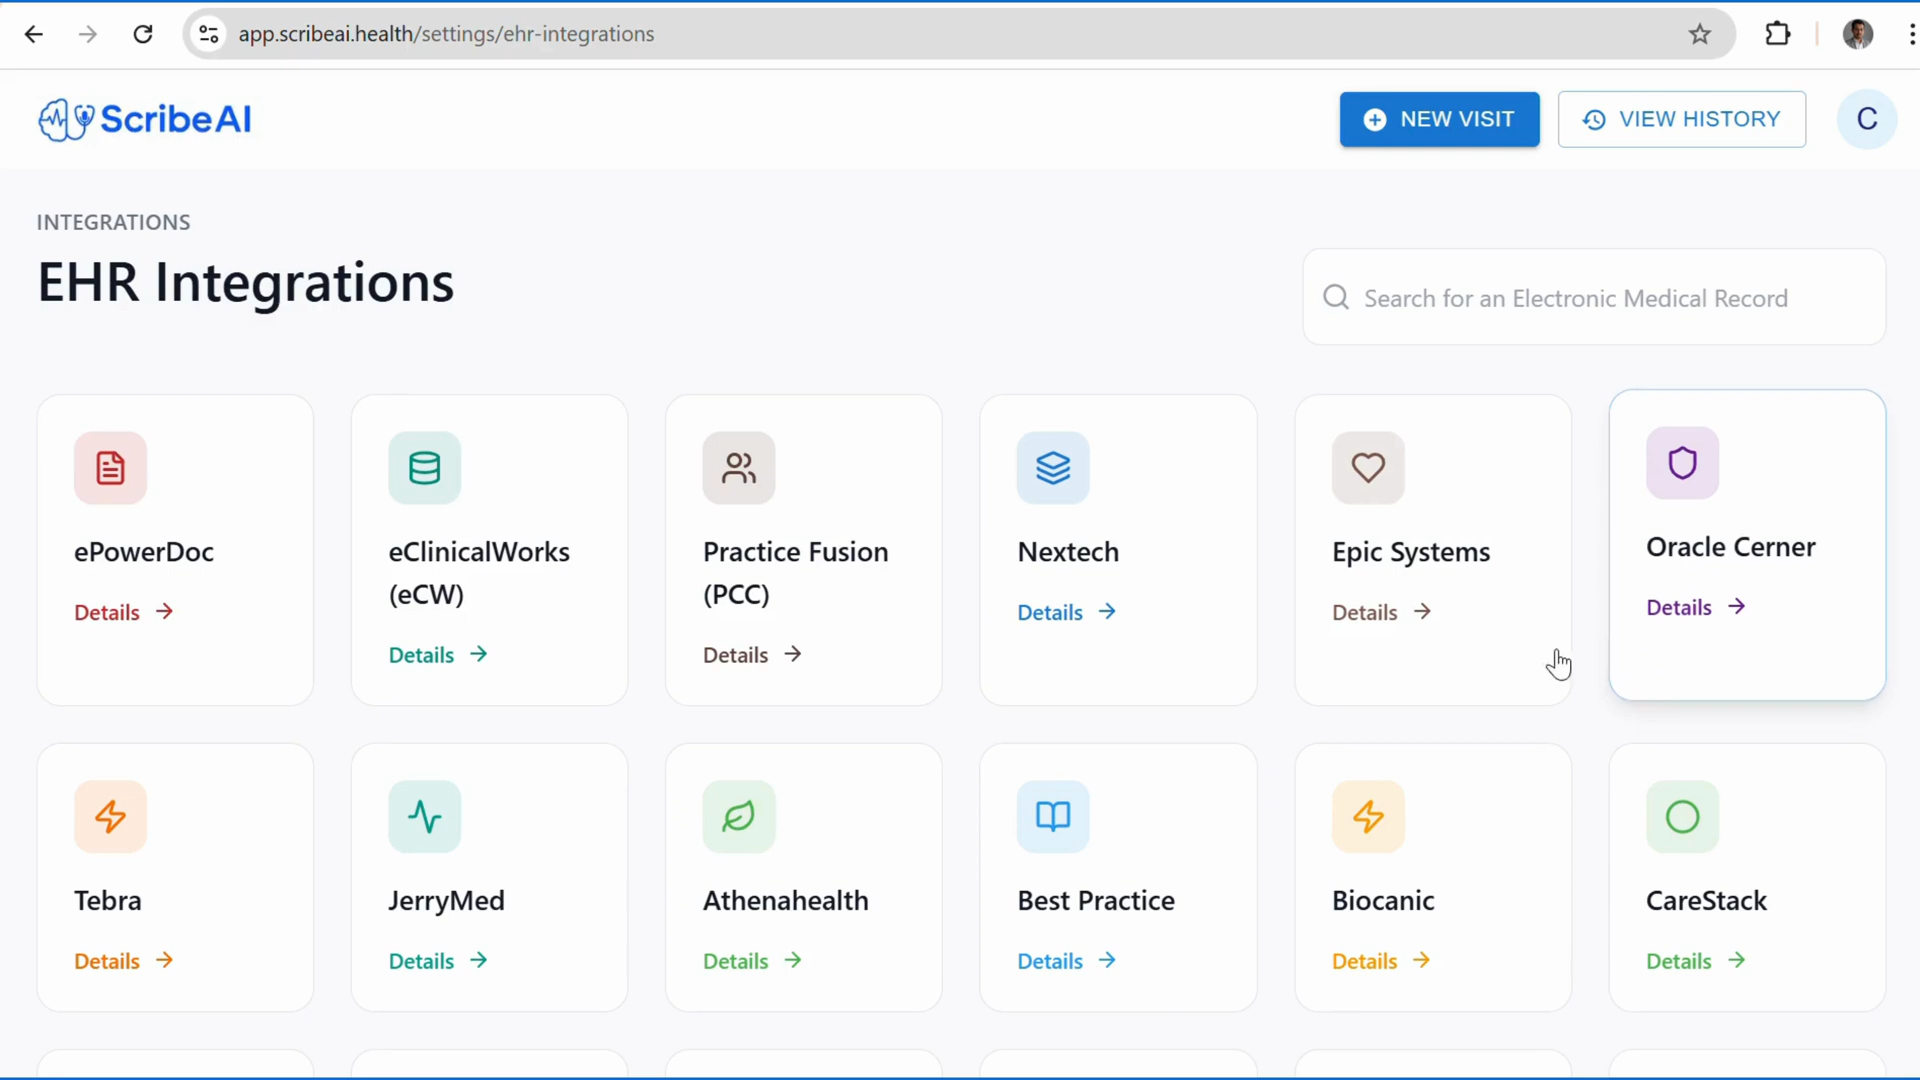 app.scribeai.health/settings/ehr-integrations
ScribeAI
NEW VISIT
VIEW HISTORY
C
INTEGRATIONS
EHR Integrations
Search for an Electronic Medical Record
ePowerDoc
Details
eClinicalWorks
(eCW)
Details
Practice Fusion
(PCC)
Details
Nextech
Details
Epic Systems
Details
Oracle Cerner
Details
Tebra
Details
JerryMed
Details
Athenahealth
Details
Best Practice
Details
Biocanic
Details
CareStack
Details